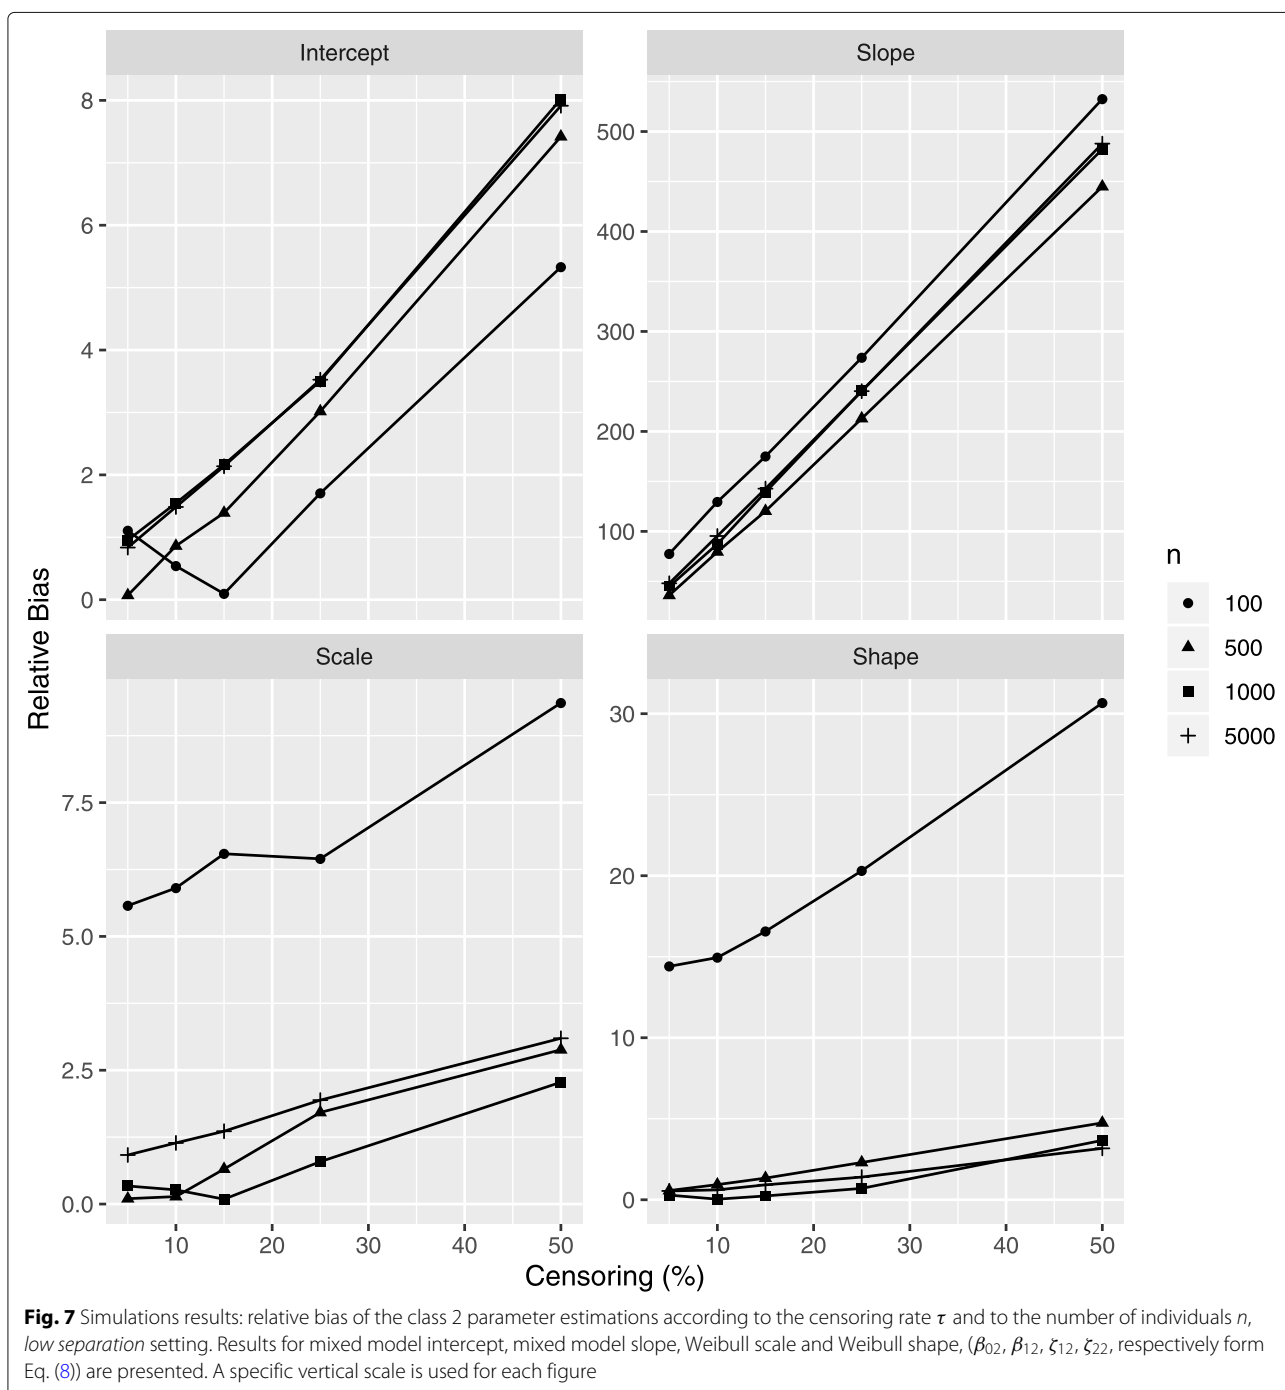 Intercept
Slope
8
6
4
2
0
500
400
300
200
100
Relative Bias
Scale
Shape
7.5
5.0
2.5
0.0
30
20
10
0
10 20 30 40 50
10 20 30 40 50
Censoring (%)
n
100
500
1000
5000
Fig. 7 Simulations results: relative bias of the class 2 parameter estimations according to the censoring rate τ and to the number of individuals n,
low separation setting. Results for mixed model intercept, mixed model slope, Weibull scale and Weibull shape, (β02, β12, ζ12, ζ22, respectively form
Eq. (8)) are presented. A specific vertical scale is used for each figure